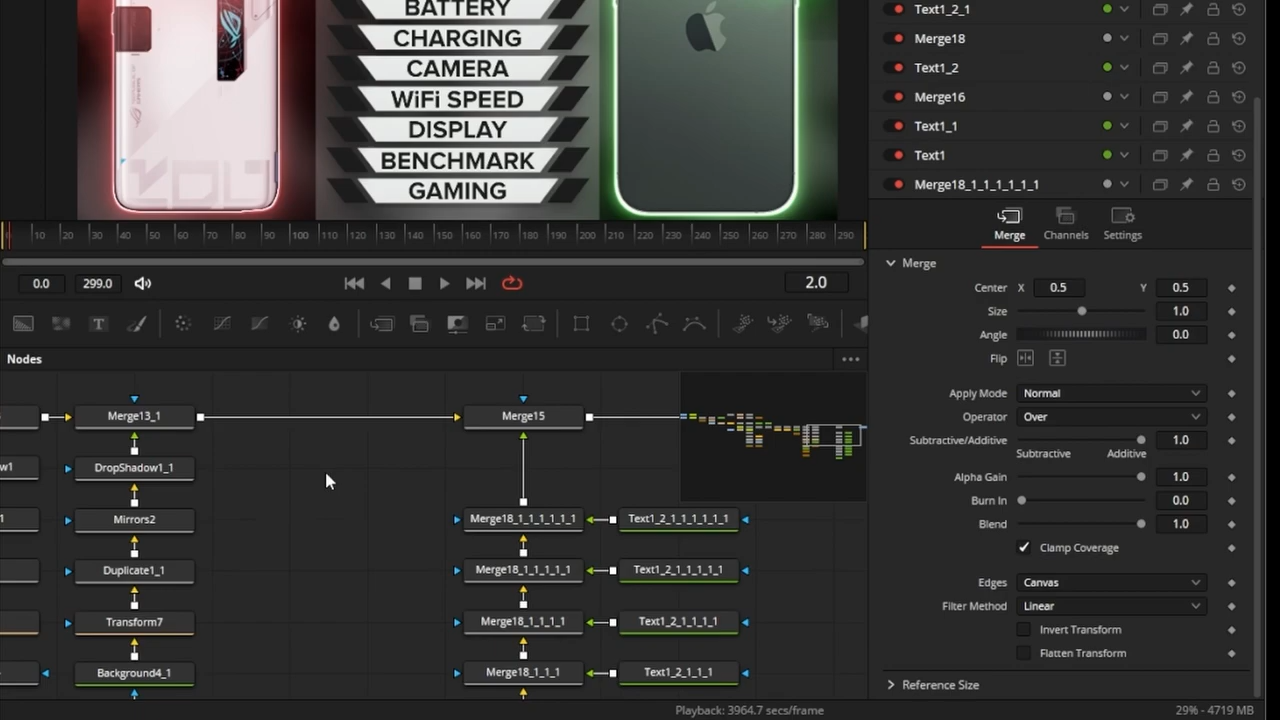 BATTERY
CHARGING
CAMERA
WiFi SPEED
DISPLAY
BENCHMARK
GAMING
Text1_2_1
Merge18
Text1_2
Merge16
Text1_1
Text1
Merge18_1_1_1_1_1
10 20 30 40 50 60 70 80 90 100 110 120 130 140 150 160 170 180 190 200 210 220 230 240 250 260 270 280 290
0.0 299.0 2.0
Merge Channels Settings
Merge
Center X 0.5 Y 0.5
Size 1.0
Angle 0.0
Flip
Apply Mode Normal
Operator Over
Subtractive/Additive 1.0
Subtractive Additive
Alpha Gain 1.0
Burn In 0.0
Blend 1.0
Clamp Coverage
Edges Canvas
Filter Method Linear
Invert Transform
Flatten Transform
Reference Size
T
Nodes
Merge13_1 Merge15
w1 DropShadow1_1
1 Mirrors2 Merge18_1_1_1_1_1 Text1_2_1_1_1_1_1
Duplicate1_1 Merge18_1_1_1_1 Text1_2_1_1_1_1
Transform7 Merge18_1_1_1 Text1_2_1_1_1
Background4_1 Merge18_1_1 Text1_2_1_1
Playback: 3964.7 secs/frame 29% - 4719 MB